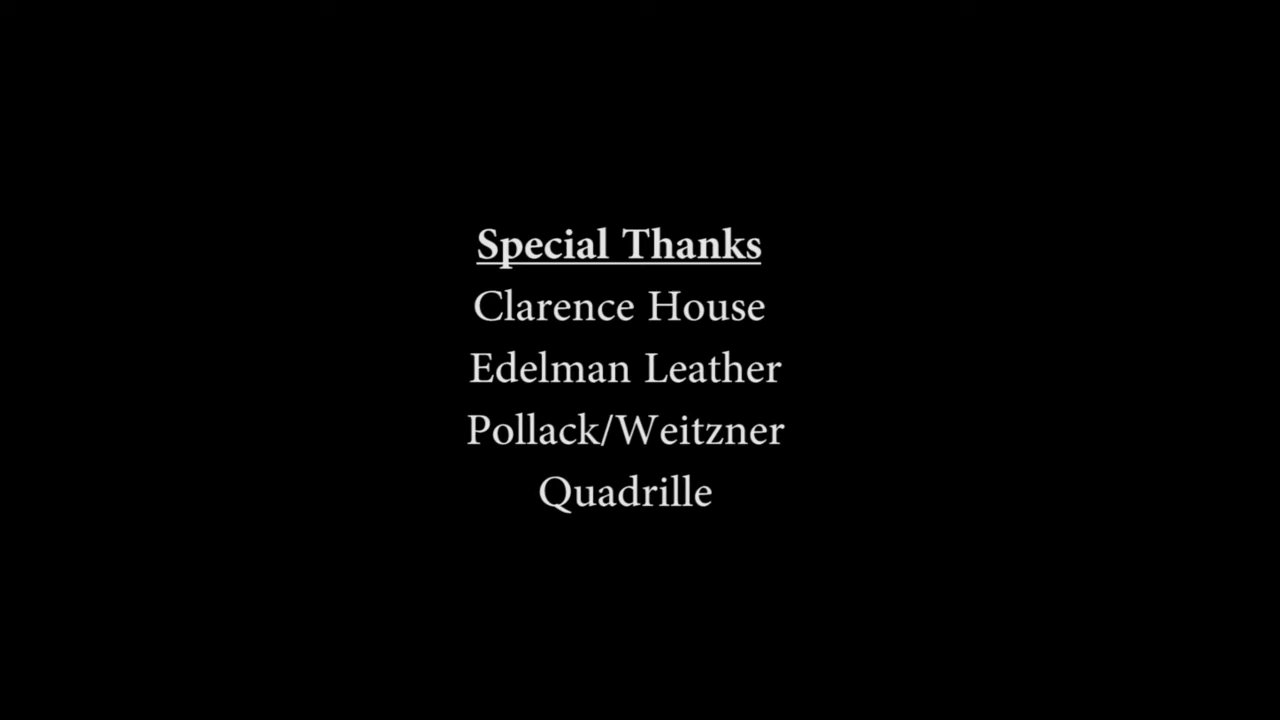 Special Thanks
Clarence House
Edelman Leather
Pollack/Weitzner
Quadrille